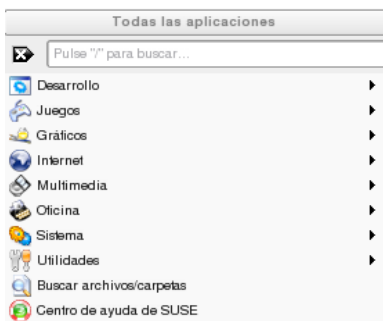 Todas las aplicaciones
Pulse "/" para buscar...
Desarrollo
Juegos
Gráficos
Internet
Multimedia
Oficina
Sistema
Utilidades
Buscar archivos/carpetas
Centro de ayuda de SUSE